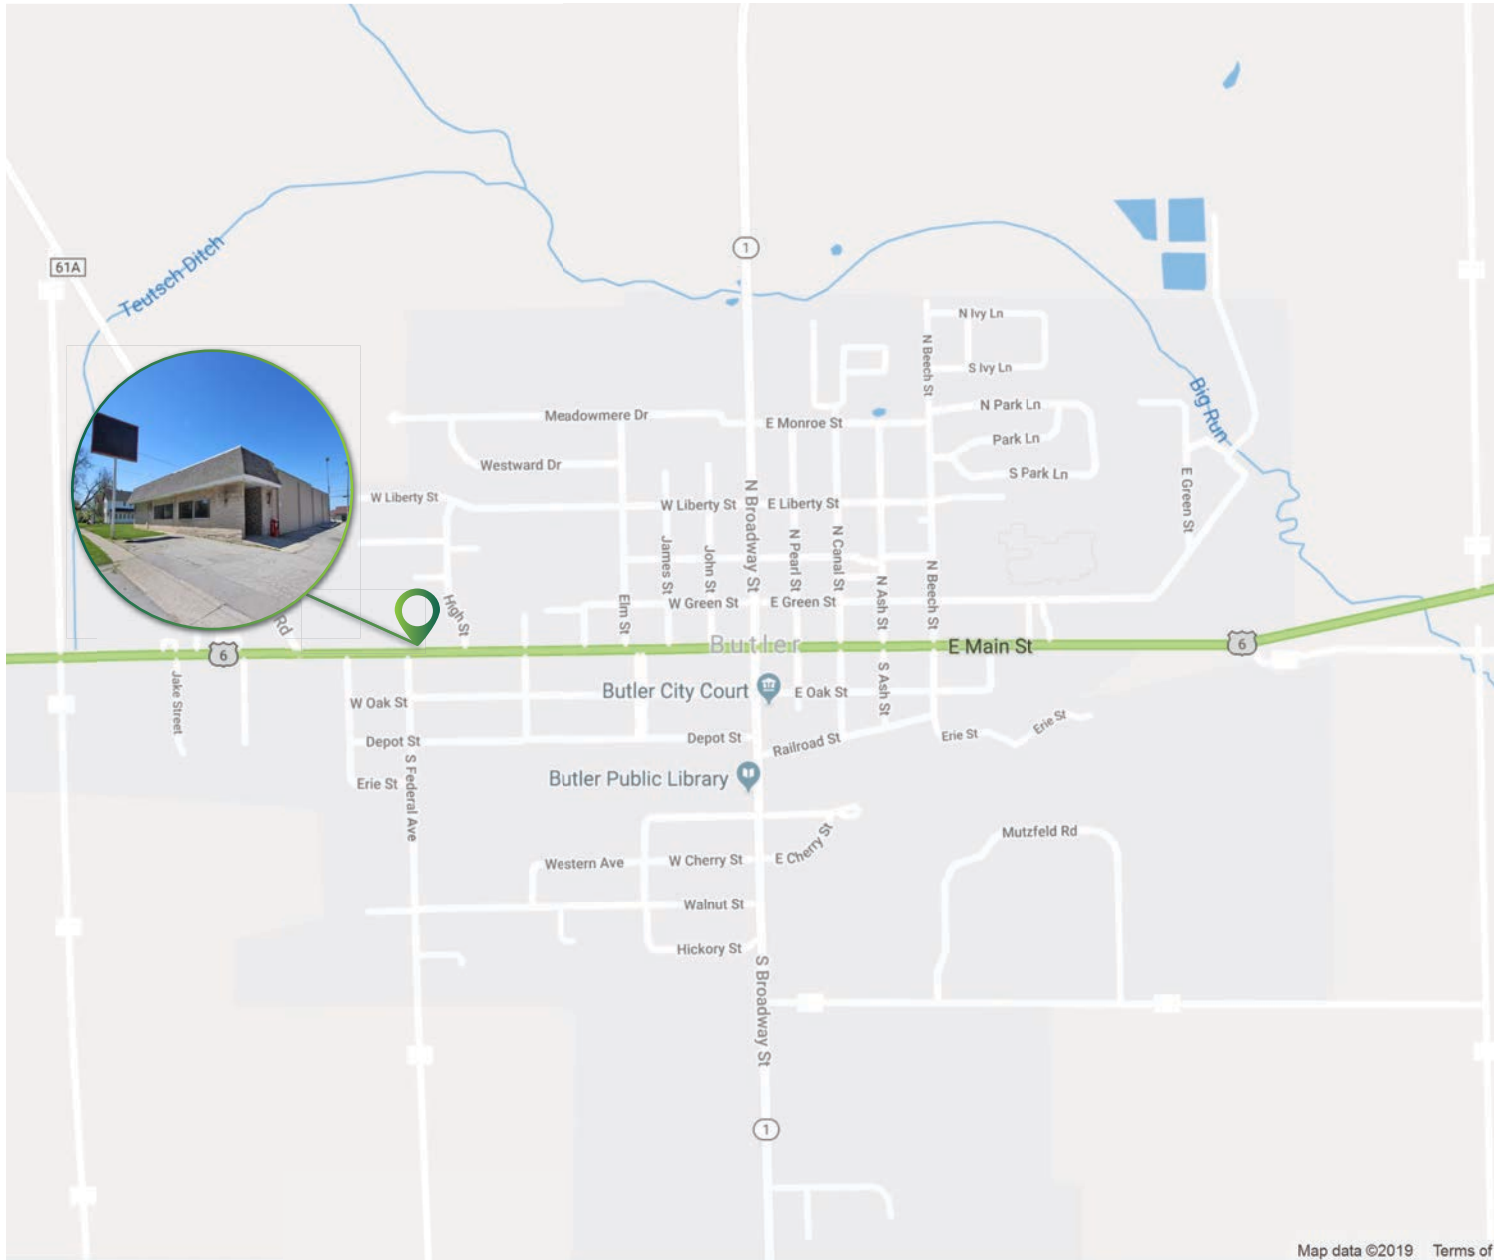 1
61A
Teutsch Ditch
N Ivy Ln
N Beech St
S Ivy Ln
Big Run
N Park Ln
Meadowmere Dr
E Monroe St
Park Ln
Westward Dr
S Park Ln
E Green St
W Liberty St
W Liberty St
N Broadway St
E Liberty St
James St
John St
N Pearl St
N Canal St
N Ash St
N Beech St
High St
Elm St
W Green St
E Green St
Rd
6
Butler
E Main St
6
Jake Street
W Oak St
Butler City Court
E Oak St
S Ash St
Depot St
Depot St
Railroad St
Erie St
Erie St
Erie St
S Federal Ave
Butler Public Library
Mutzfeld Rd
Western Ave
W Cherry St
E Cherry St
Walnut St
Hickory St
S Broadway St
1
Map data ©2019 Terms of